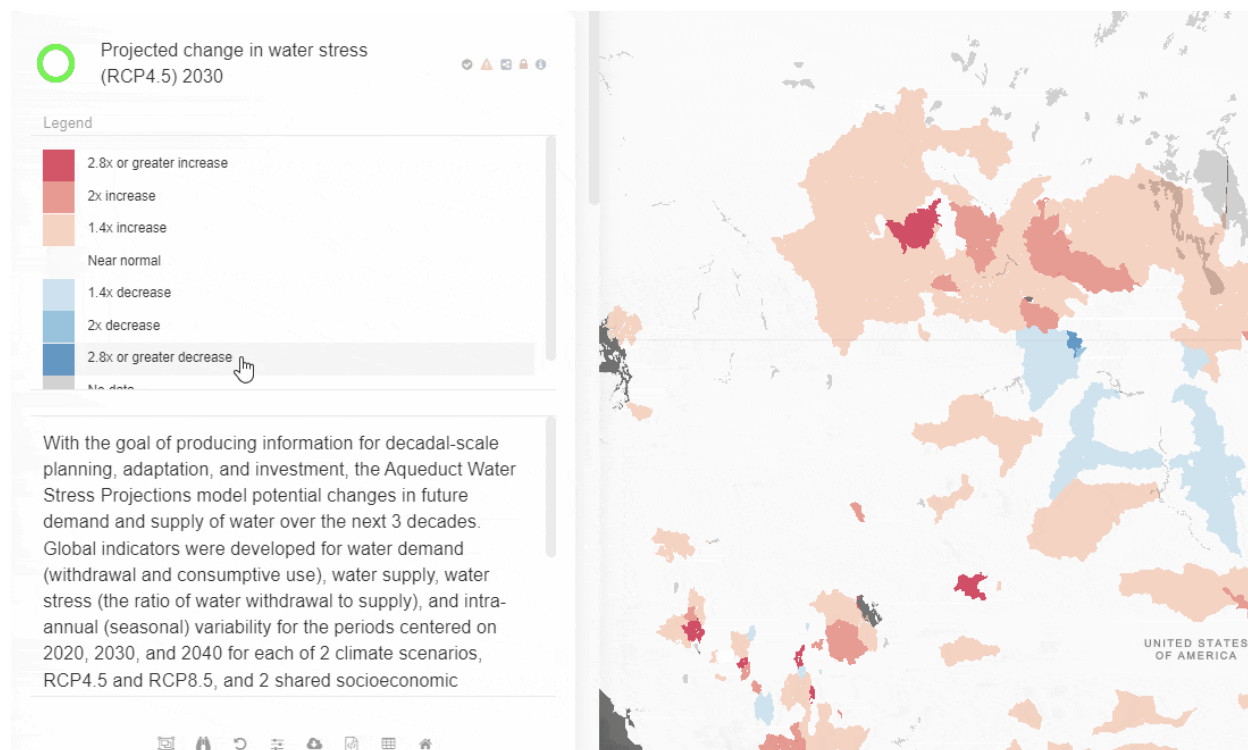 Projected change in water stress
(RCP4.5) 2030
Legend
2.8x or greater increase
2x increase
1.4x increase
Near normal
1.4x decrease
2x decrease
2.8x or greater decrease
No data
With the goal of producing information for decadal-scale
planning, adaptation, and investment, the Aqueduct Water
Stress Projections model potential changes in future
demand and supply of water over the next 3 decades.
Global indicators were developed for water demand
(withdrawal and consumptive use), water supply, water
stress (the ratio of water withdrawal to supply), and intra-
annual (seasonal) variability for the periods centered on
2020, 2030, and 2040 for each of 2 climate scenarios,
RCP4.5 and RCP8.5, and 2 shared socioeconomic
UNITED STATES
OF AMERICA